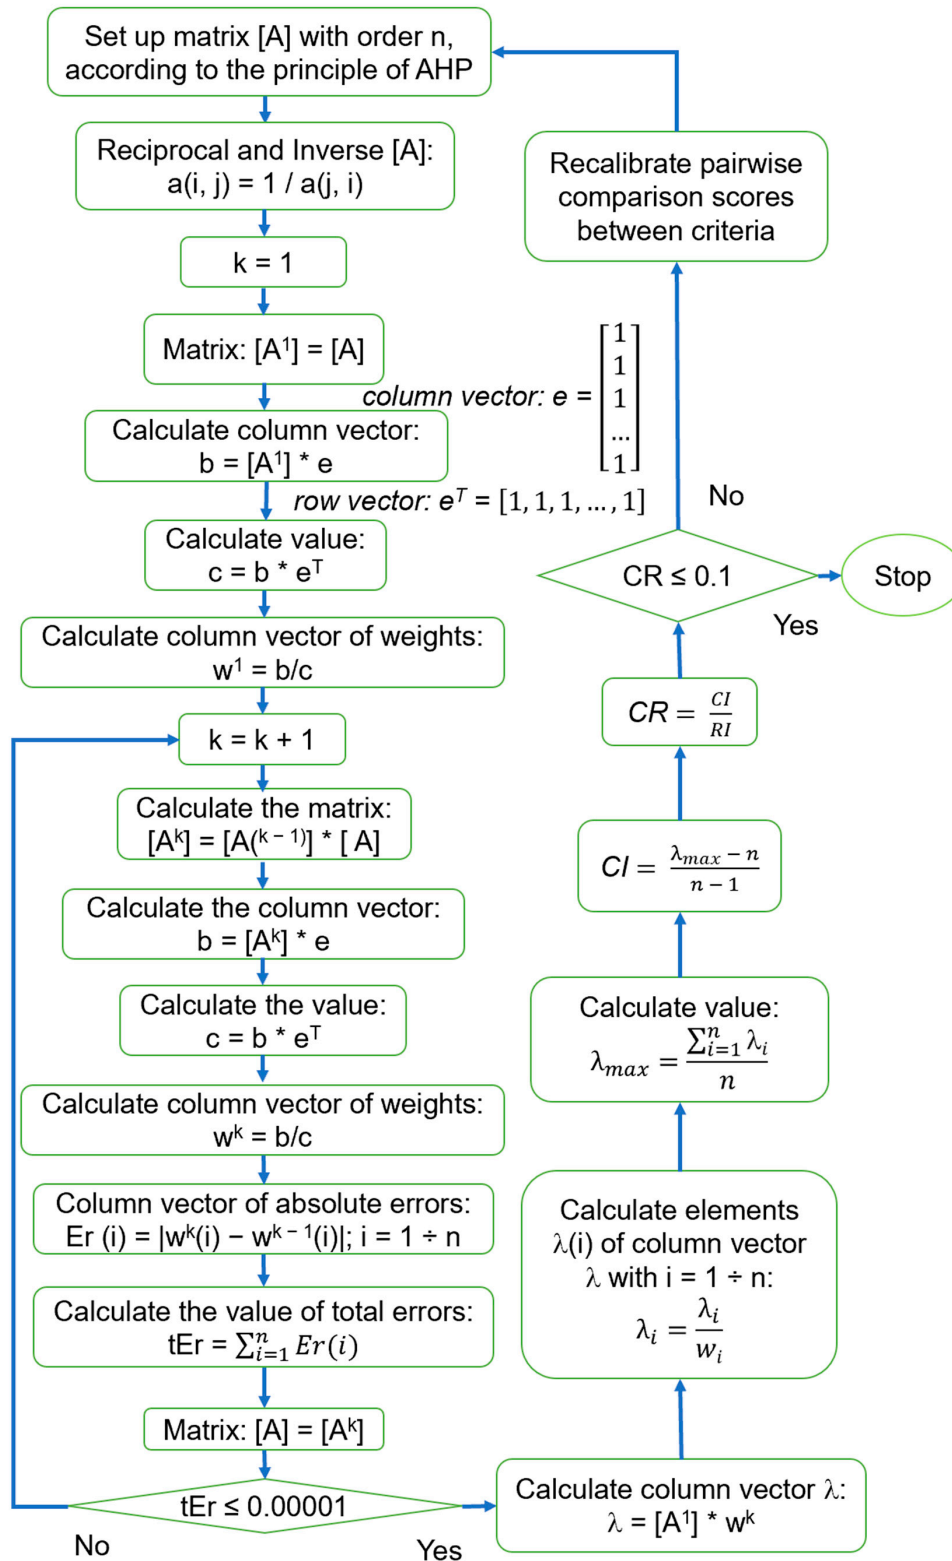 Set up matrix [A] with order n,
according to the principle of AHP
Reciprocal and Inverse [A]:
a(i, j) = 1 / a(j, i)
k = 1
Matrix: [A¹] = [A]
column vector: e = [1 1 1 ... 1]
Calculate column vector:
b = [A¹] * e
row vector: eᵀ = [1, 1, 1, ..., 1]
Calculate value:
c = b * eᵀ
Calculate column vector of weights:
w¹ = b/c
k = k + 1
Calculate the matrix:
[Aᵏ] = [A⁽ᵏ ⁻ ¹⁾] * [ A]
Calculate the column vector:
b = [Aᵏ] * e
Calculate the value:
c = b * eᵀ
Calculate column vector of weights:
wᵏ = b/c
Column vector of absolute errors:
Er (i) = |wᵏ(i) − wᵏ ⁻ ¹(i)|; i = 1 ÷ n
Calculate the value of total errors:
tEr = ∑ⁿᵢ₌₁ Er(i)
Matrix: [A] = [Aᵏ]
tEr ≤ 0.00001
No
Yes
Calculate column vector λ:
λ = [A¹] * wᵏ
Calculate elements
λ(i) of column vector
λ with i = 1 ÷ n:
λᵢ = λᵢ / wᵢ
Calculate value:
λₘₐₓ = ∑ⁿᵢ₌₁ λᵢ / n
CI = λₘₐₓ − n / n − 1
CR = CI / RI
CR ≤ 0.1
Yes
Stop
No
Recalibrate pairwise
comparison scores
between criteria